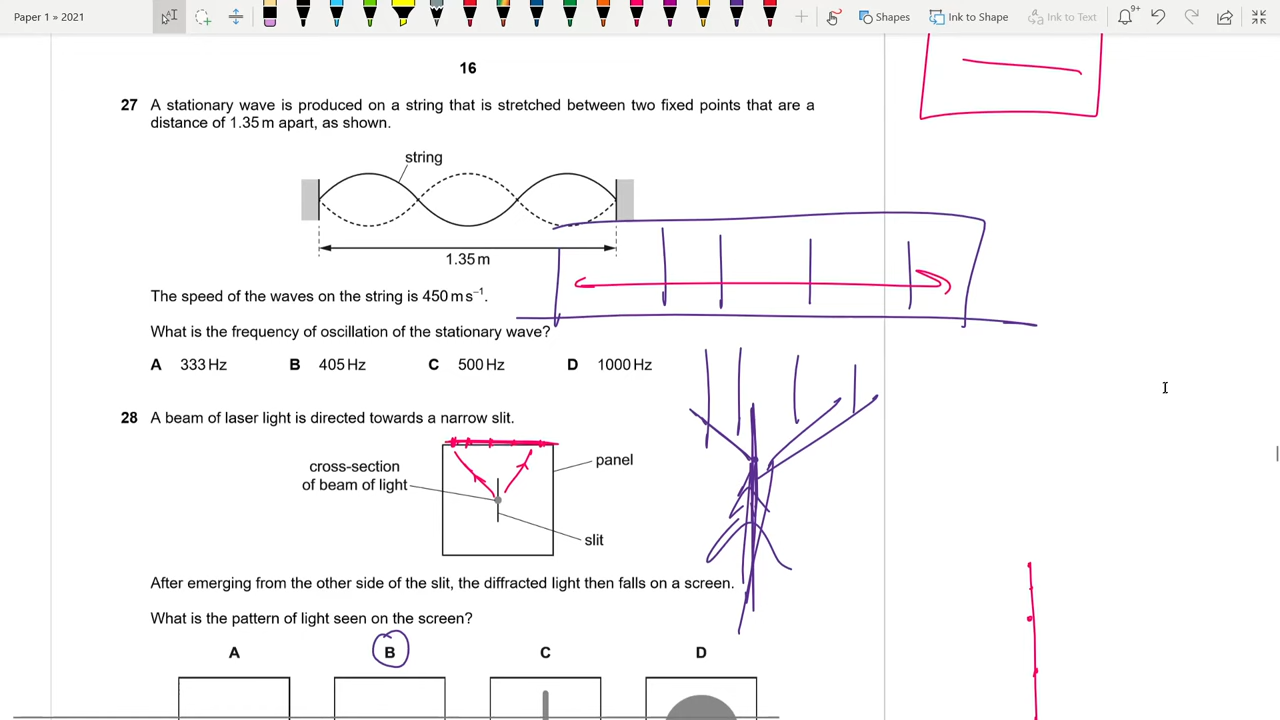 Paper 1 » 2021
Shapes
Ink to Shape
Ink to Text
9+
16
27 A stationary wave is produced on a string that is stretched between two fixed points that are a
distance of 1.35 m apart, as shown.
string
1.35 m
The speed of the waves on the string is 450 m s⁻¹.
What is the frequency of oscillation of the stationary wave?
A 333 Hz B 405 Hz C 500 Hz D 1000 Hz
28 A beam of laser light is directed towards a narrow slit.
cross-section
of beam of light
panel
slit
After emerging from the other side of the slit, the diffracted light then falls on a screen.
What is the pattern of light seen on the screen?
A B C D